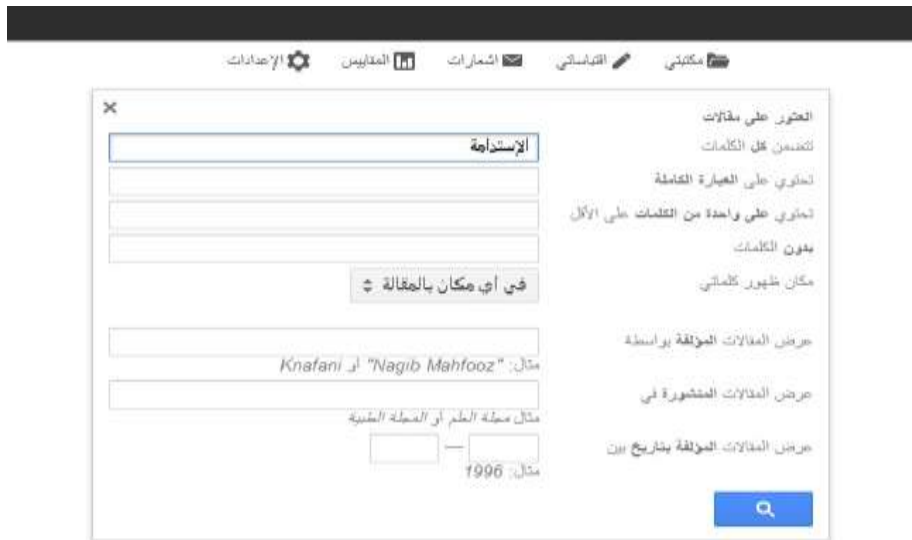 مكتبتي اقتباساتي اشعارات المقاييس الإعدادات
×
العثور على مقالات
تتضمن كل الكلمات الإستدامة
تحتوي على العبارة الكاملة
تحتوي على واحدة من الكلمات على الأقل
بدون الكلمات
مكان ظهور كلماتي في أي مكان بالمقالة
عرض المقالات المؤلفة بواسطة
مثال: "Nagib Mahfooz" أو Knafani
عرض المقالات المنشورة في
مثال مجلة العلم أو المجلة الطبية
عرض المقالات المؤلفة بتاريخ بين —
مثال: 1996